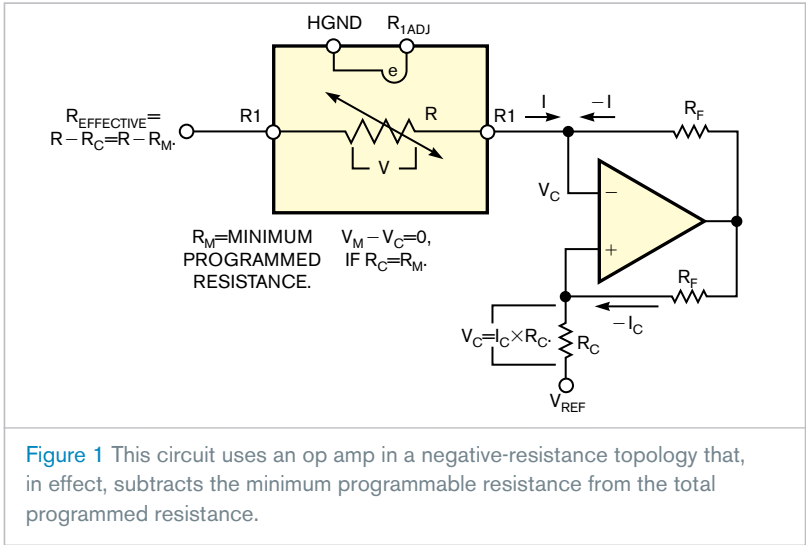 HGND R1ADJ
e
REFFECTIVE=
R−RC=R−RM.
R1
R
R1
V
I −I
RF
VC
−
+
RM=MINIMUM
PROGRAMMED
RESISTANCE.
VM−VC=0,
IF RC=RM.
RF
−IC
VC=IC×RC.
RC
VREF
Figure 1 This circuit uses an op amp in a negative-resistance topology that,
in effect, subtracts the minimum programmable resistance from the total
programmed resistance.